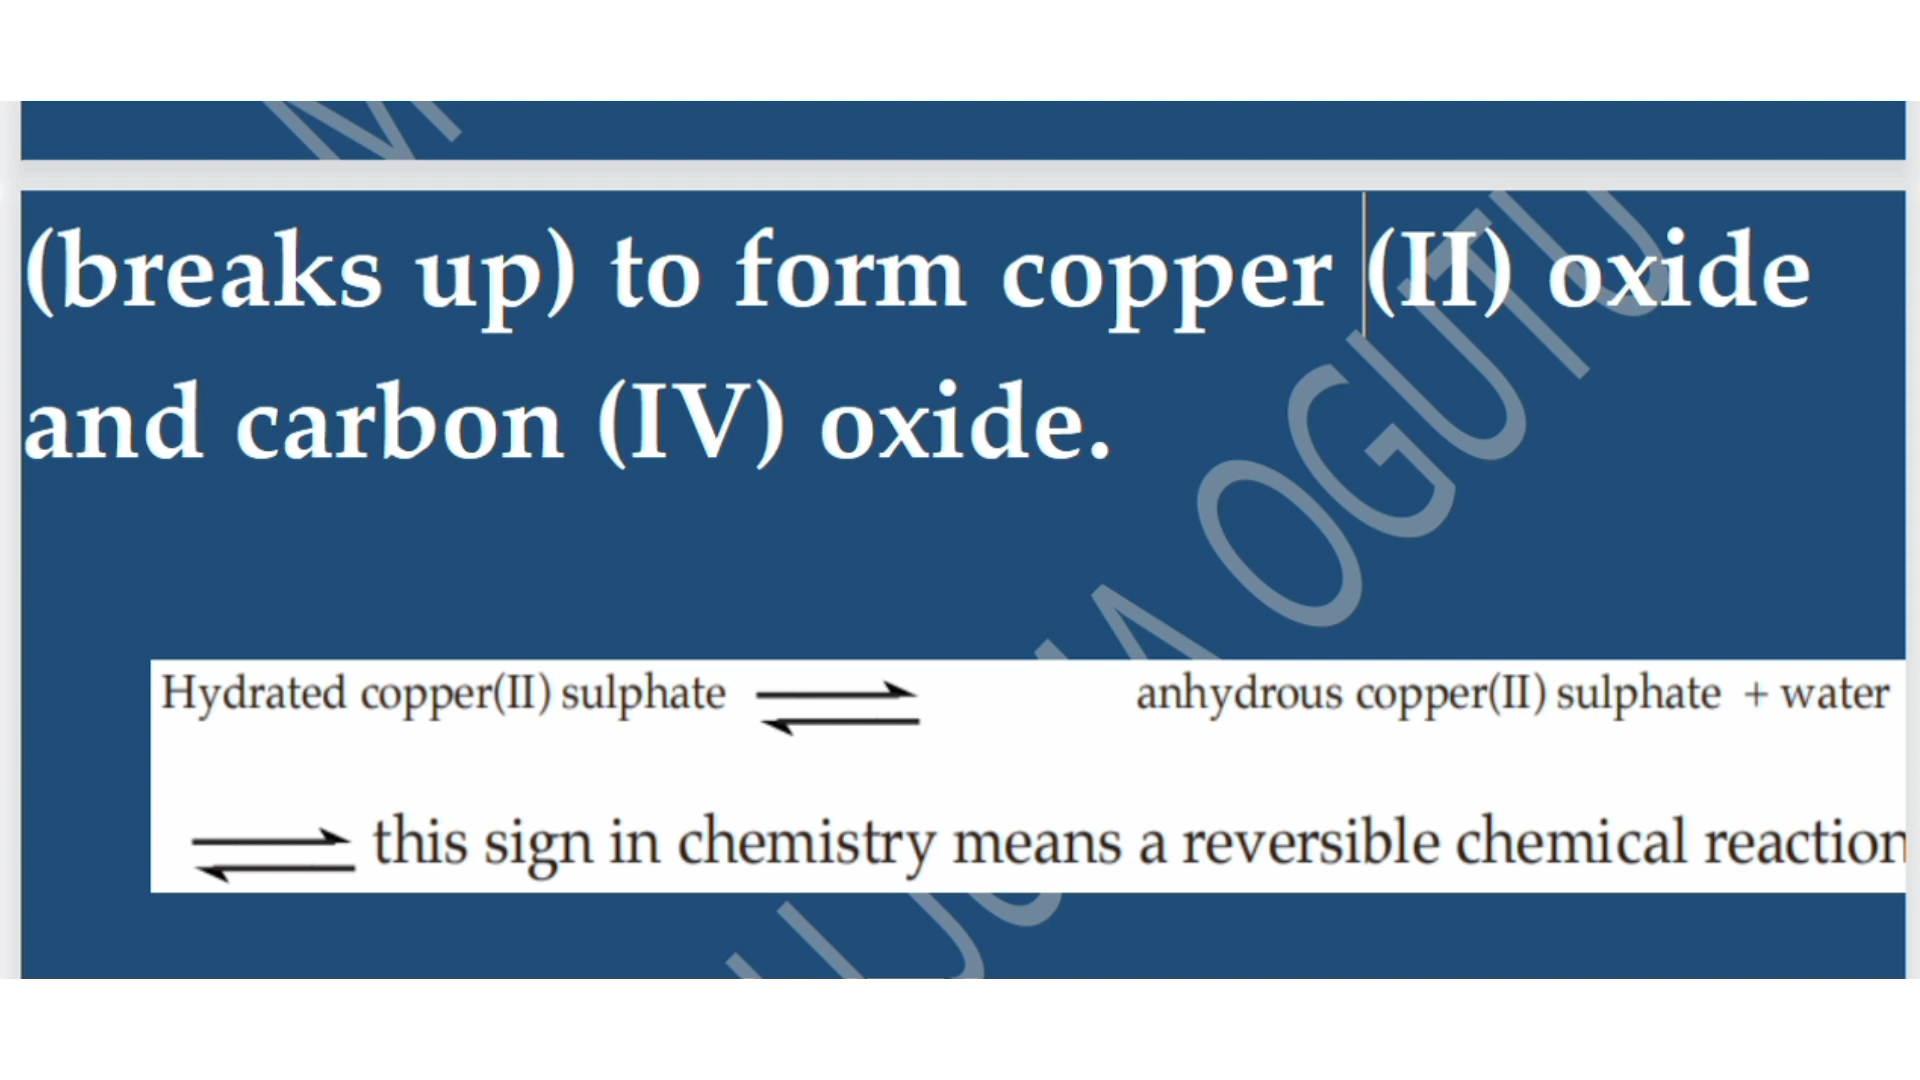 (breaks up) to form copper (II) oxide
and carbon (IV) oxide.
OGUTU
Hydrated copper(II) sulphate ⇌ anhydrous copper(II) sulphate + water
⇌ this sign in chemistry means a reversible chemical reaction